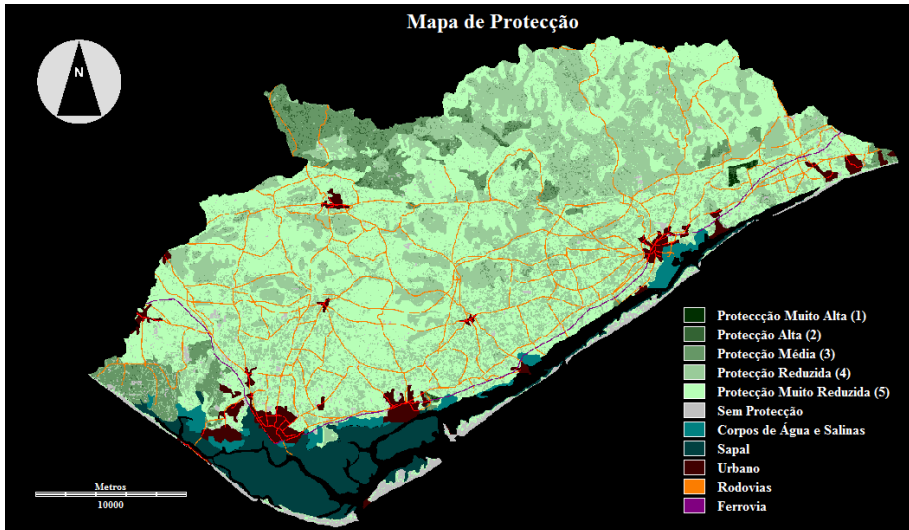 Mapa de Protecção
N
Proteccção Muito Alta (1)
Protecção Alta (2)
Protecção Média (3)
Protecção Reduzida (4)
Protecção Muito Reduzida (5)
Sem Protecção
Corpos de Água e Salinas
Sapal
Urbano
Rodovias
Ferrovia
Metros
10000